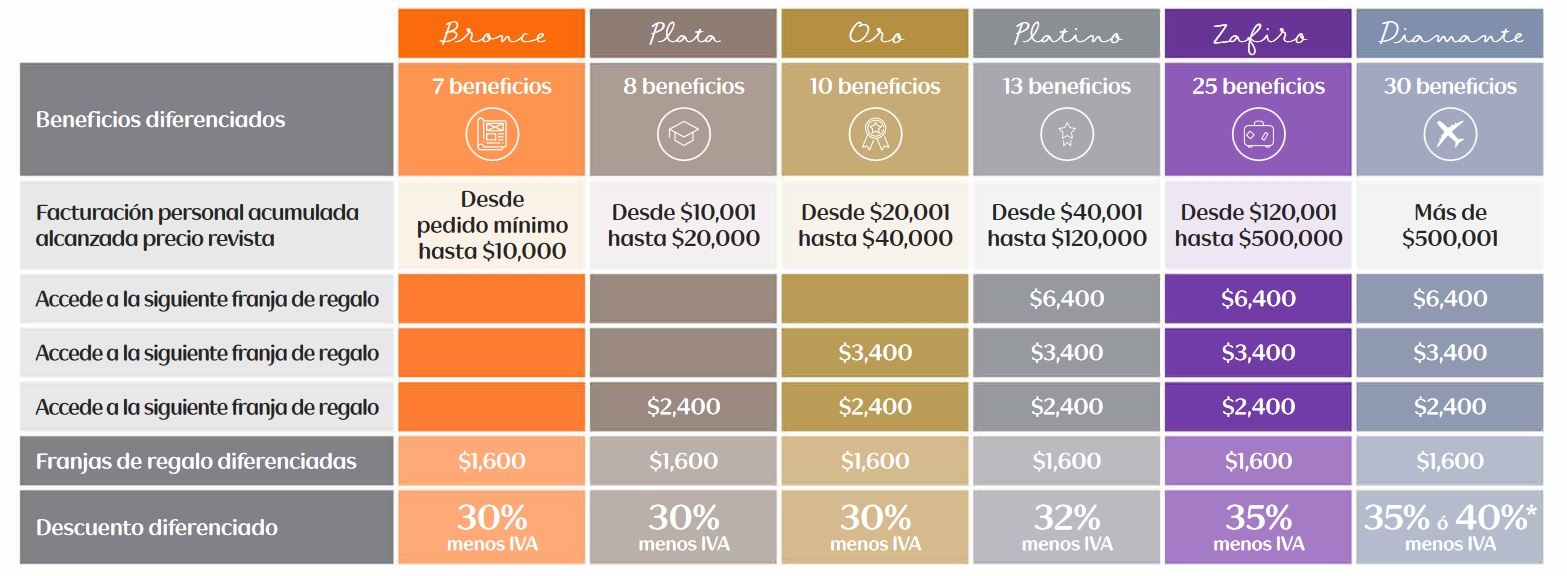 Bronce Plata Oro Platino Zafiro Diamante
Beneficios diferenciados 7 beneficios 8 beneficios 10 beneficios 13 beneficios 25 beneficios 30 beneficios
Facturación personal acumulada
alcanzada precio revista
Desde
pedido mínimo
hasta $10,000
Desde $10,001
hasta $20,000
Desde $20,001
hasta $40,000
Desde $40,001
hasta $120,000
Desde $120,001
hasta $500,000
Más de
$500,001
Accede a la siguiente franja de regalo $6,400 $6,400 $6,400
Accede a la siguiente franja de regalo $3,400 $3,400 $3,400 $3,400
Accede a la siguiente franja de regalo $2,400 $2,400 $2,400 $2,400 $2,400
Franjas de regalo diferenciadas $1,600 $1,600 $1,600 $1,600 $1,600 $1,600
Descuento diferenciado
30%
menos IVA
30%
menos IVA
30%
menos IVA
32%
menos IVA
35%
menos IVA
35% ó 40%*
menos IVA